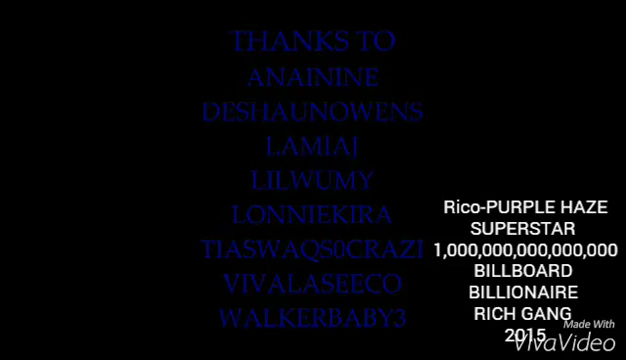 THANKS TO
ANAININE
DESHAUNOWENS
LAMIAJ
LILWUMY
LONNIEKIRA
TIASWAQS0CRAZI
VIVALASEECO
WALKERBABY3
Rico-PURPLE HAZE
SUPERSTAR
1,000,000,000,000,000
BILLBOARD
BILLIONAIRE
RICH GANG
2015
Made With
VivaVideo